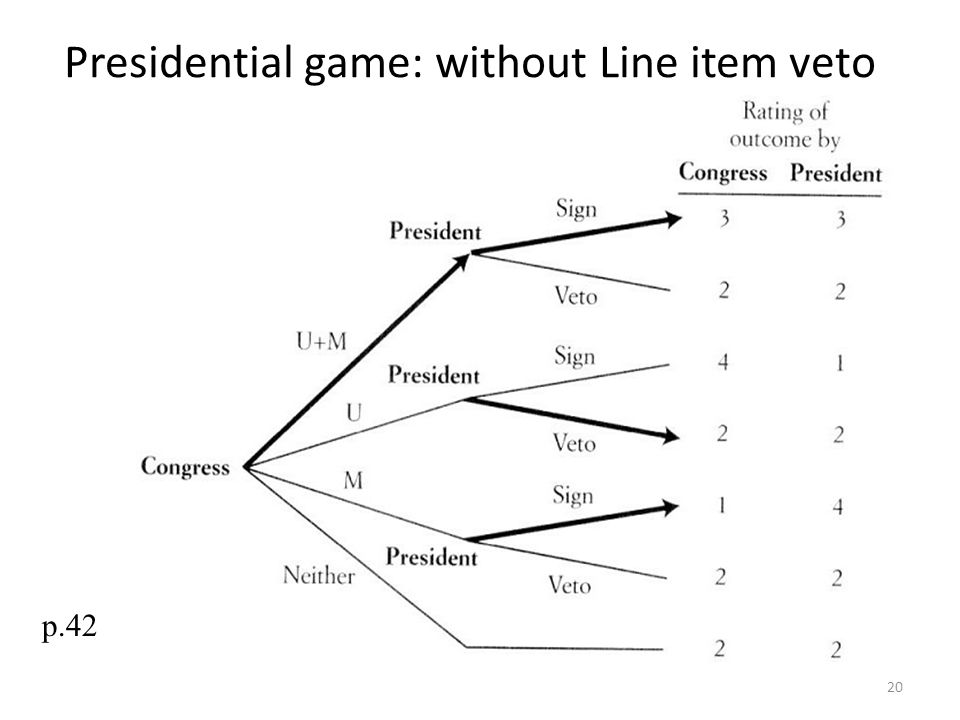 Presidential game: without Line item veto
Rating of
outcome by
Congress President
Sign
President
3 3
Veto
2 2
U+M
Sign
President
4 1
U
Veto
2 2
Congress
M
Sign
1 4
President
Neither
Veto
2 2
p.42
2 2
20